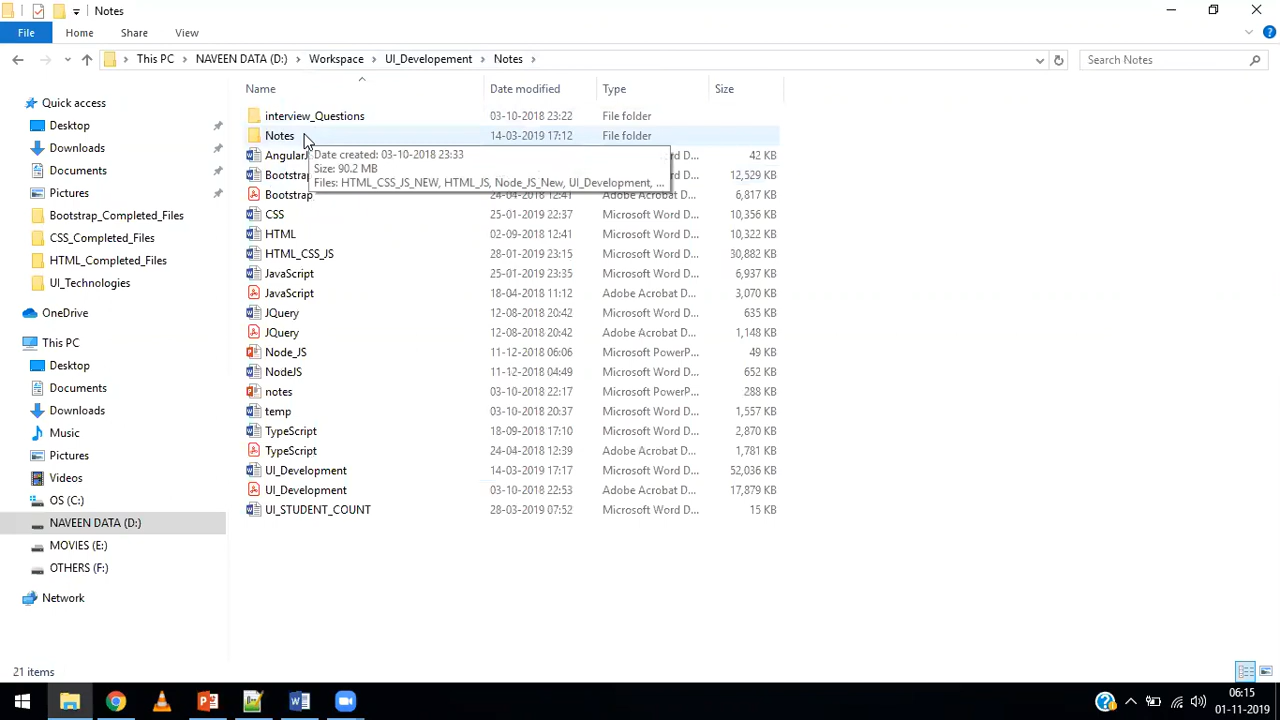 Notes
File Home Share View
This PC NAVEEN DATA (D:) Workspace UI_Developement Notes Search Notes
Name Date modified Type Size
Quick access
Desktop
Downloads
Documents
Pictures
Bootstrap_Completed_Files
CSS_Completed_Files
HTML_Completed_Files
UI_Technologies
OneDrive
This PC
Desktop
Documents
Downloads
Music
Pictures
Videos
OS (C:)
NAVEEN DATA (D:)
MOVIES (E:)
OTHERS (F:)
Network
interview_Questions 03-10-2018 23:22 File folder
Notes 14-03-2019 17:12 File folder
Date created: 03-10-2018 23:33
Size: 90.2 MB
Files: HTML_CSS_JS_NEW, HTML_JS, Node_JS_New, UI_Development, ...
42 KB
Bootstrap 12,529 KB
Bootstrap 24-04-2018 12:41 Adobe Acrobat D... 6,817 KB
CSS 25-01-2019 22:37 Microsoft Word D... 10,356 KB
HTML 02-09-2018 12:41 Microsoft Word D... 10,322 KB
HTML_CSS_JS 28-01-2019 23:15 Microsoft Word D... 30,882 KB
JavaScript 25-01-2019 23:35 Microsoft Word D... 6,937 KB
JavaScript 18-04-2018 11:12 Adobe Acrobat D... 3,070 KB
JQuery 12-08-2018 20:42 Microsoft Word D... 635 KB
JQuery 12-08-2018 20:42 Adobe Acrobat D... 1,148 KB
Node_JS 11-12-2018 06:06 Microsoft PowerP... 49 KB
NodeJS 11-12-2018 04:49 Microsoft Word D... 652 KB
notes 03-10-2018 22:17 Microsoft PowerP... 288 KB
temp 03-10-2018 20:37 Microsoft Word D... 1,557 KB
TypeScript 18-09-2018 17:10 Microsoft Word D... 2,870 KB
TypeScript 24-04-2018 12:39 Adobe Acrobat D... 1,781 KB
UI_Development 14-03-2019 17:17 Microsoft Word D... 52,036 KB
UI_Development 03-10-2018 22:53 Adobe Acrobat D... 17,879 KB
UI_STUDENT_COUNT 28-03-2019 07:52 Microsoft Word D... 15 KB
21 items
06:15
01-11-2019